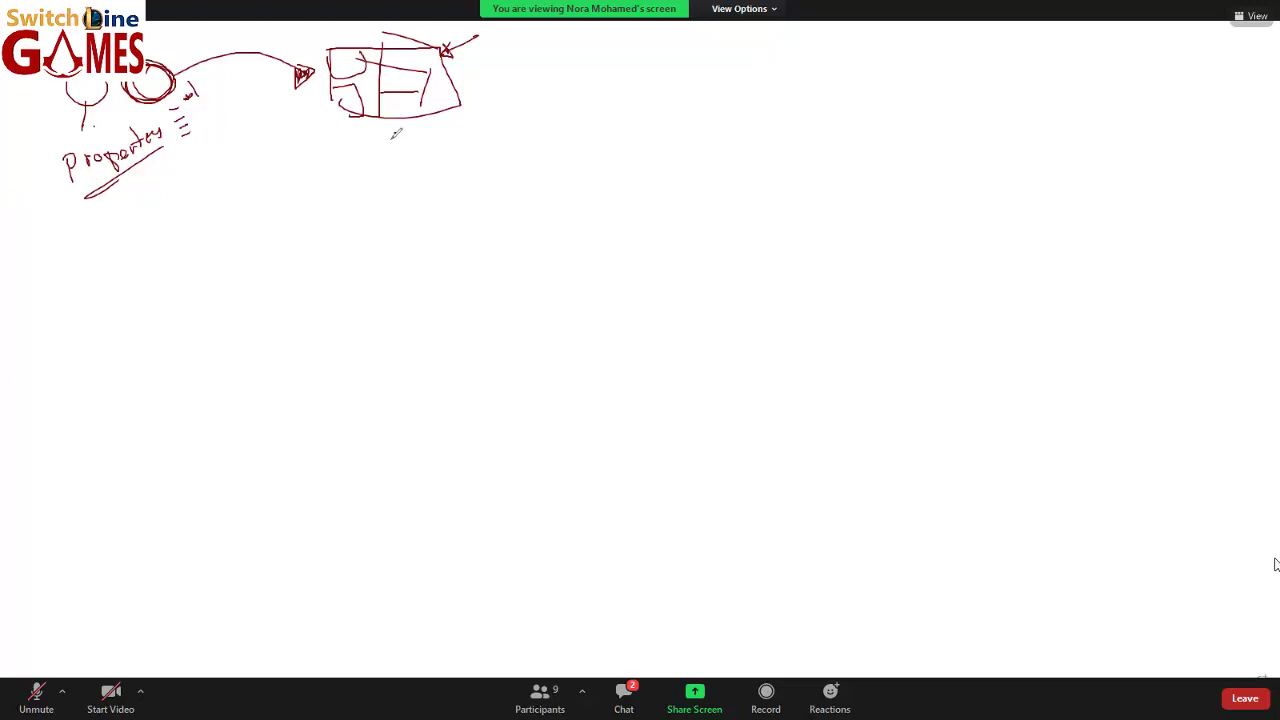 You are viewing Nora Mohamed's screen
View Options
View
Switch Line
GAMES
Properties
Unmute
Start Video
9
Participants
2
Chat
Share Screen
Record
Reactions
Leave